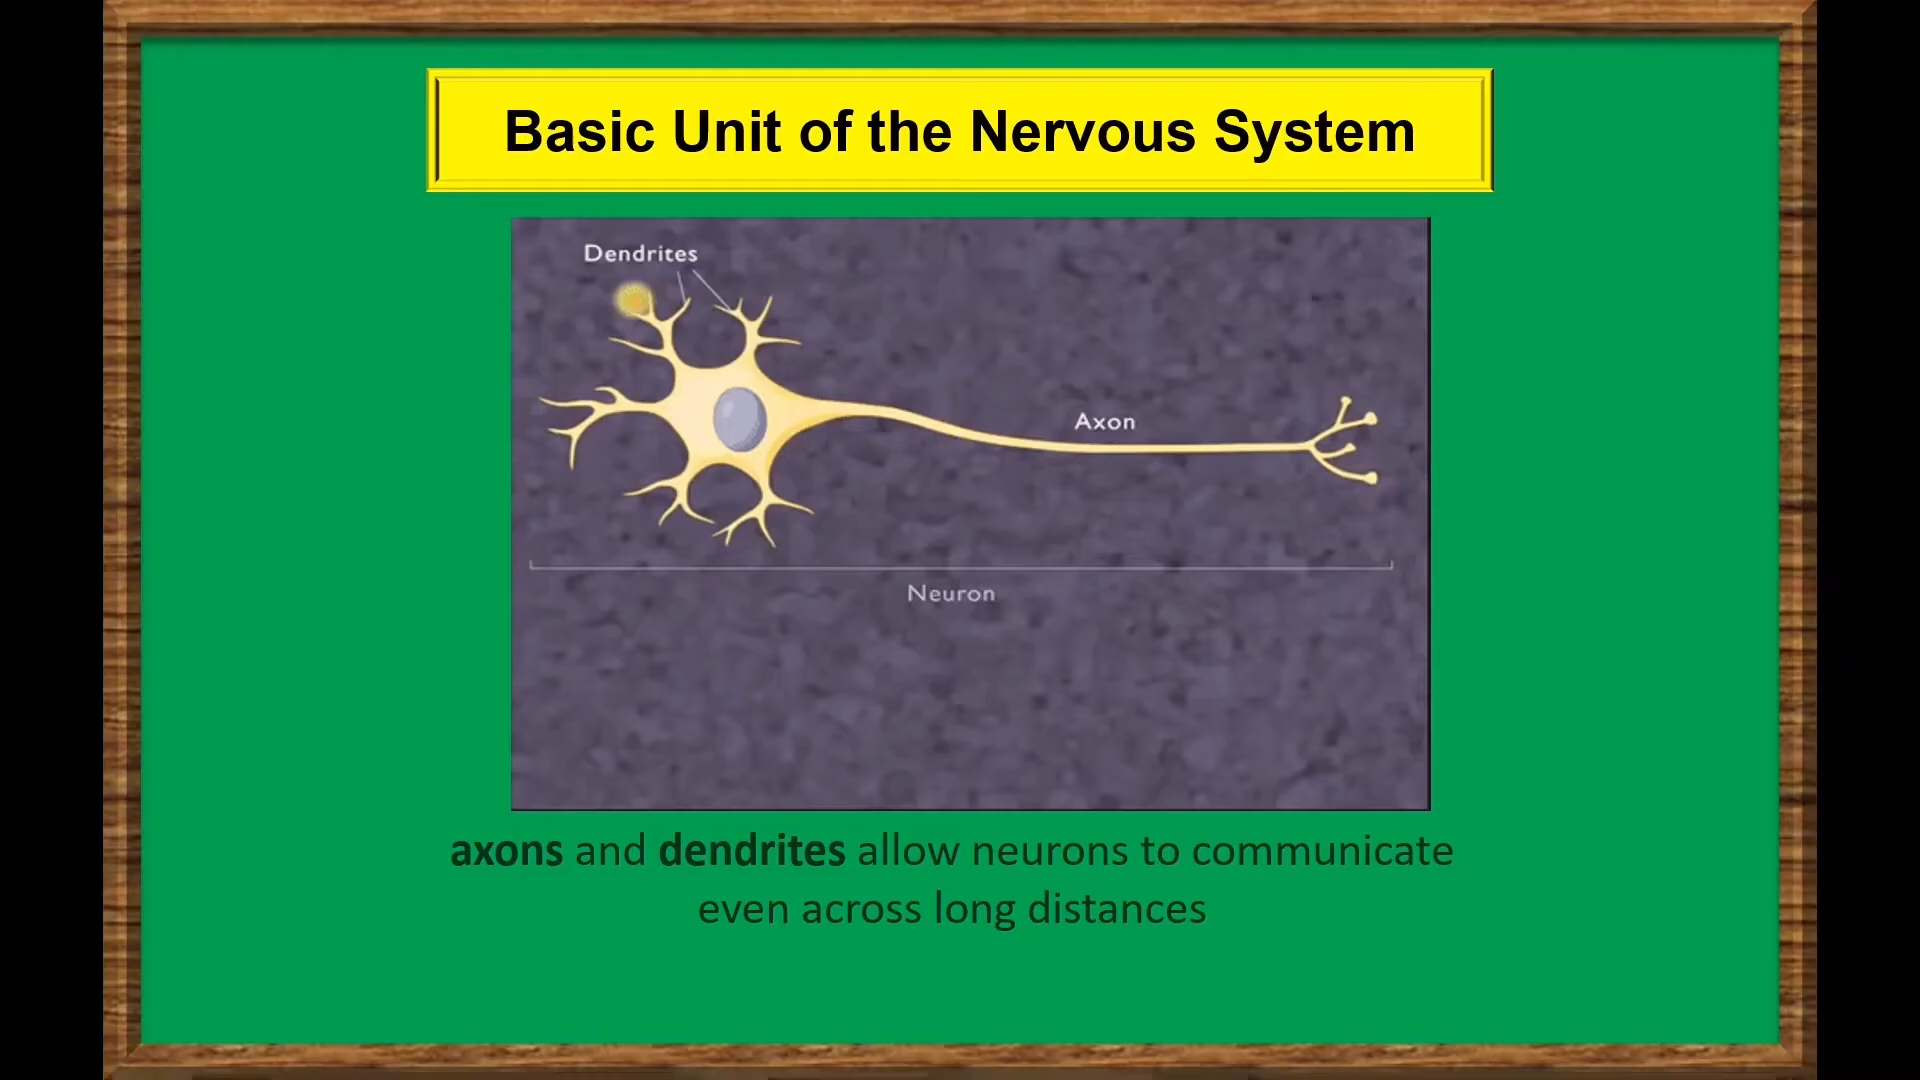 Basic Unit of the Nervous System
Dendrites
Axon
Neuron
axons and dendrites allow neurons to communicate
even across long distances